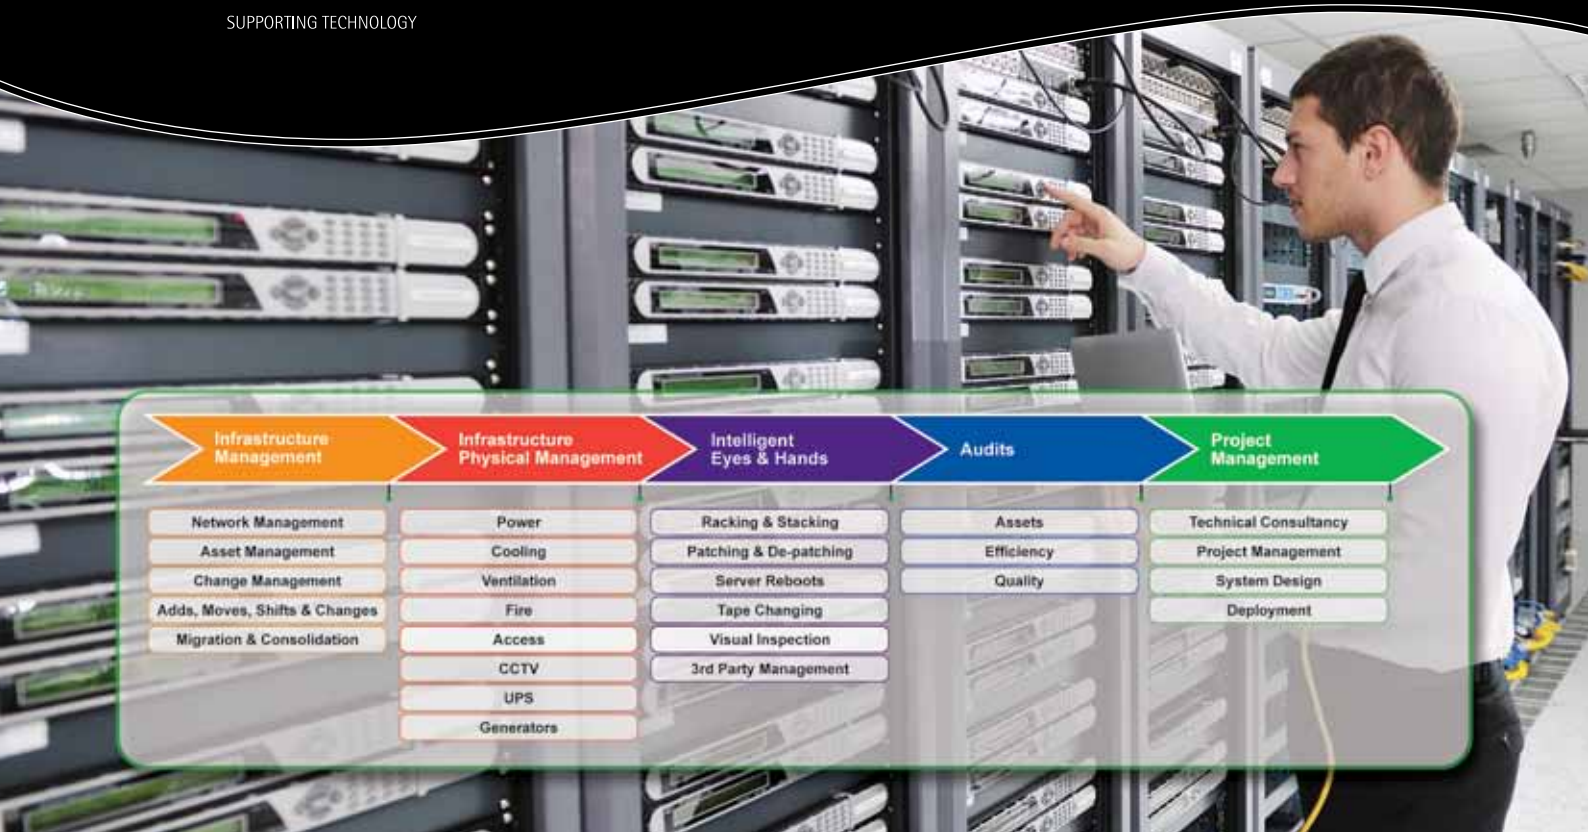 SUPPORTING TECHNOLOGY
Infrastructure
Management
Infrastructure
Physical Management
Intelligent
Eyes & Hands
Audits
Project
Management
Network Management
Asset Management
Change Management
Adds, Moves, Shifts & Changes
Migration & Consolidation
Power
Cooling
Ventilation
Fire
Access
CCTV
UPS
Generators
Racking & Stacking
Patching & De-patching
Server Reboots
Tape Changing
Visual Inspection
3rd Party Management
Assets
Efficiency
Quality
Technical Consultancy
Project Management
System Design
Deployment